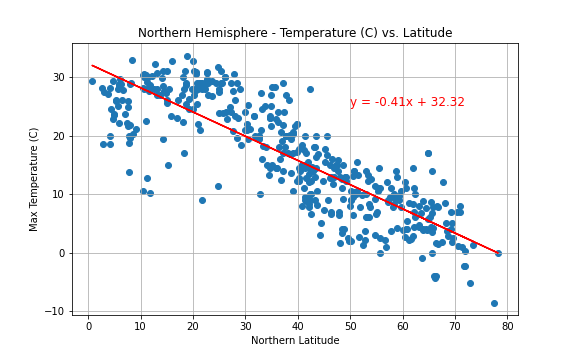 Northern Hemisphere - Temperature (C) vs. Latitude
30
20
10
0
−10
Max Temperature (C)
y = -0.41x + 32.32
0 10 20 30 40 50 60 70 80
Northern Latitude